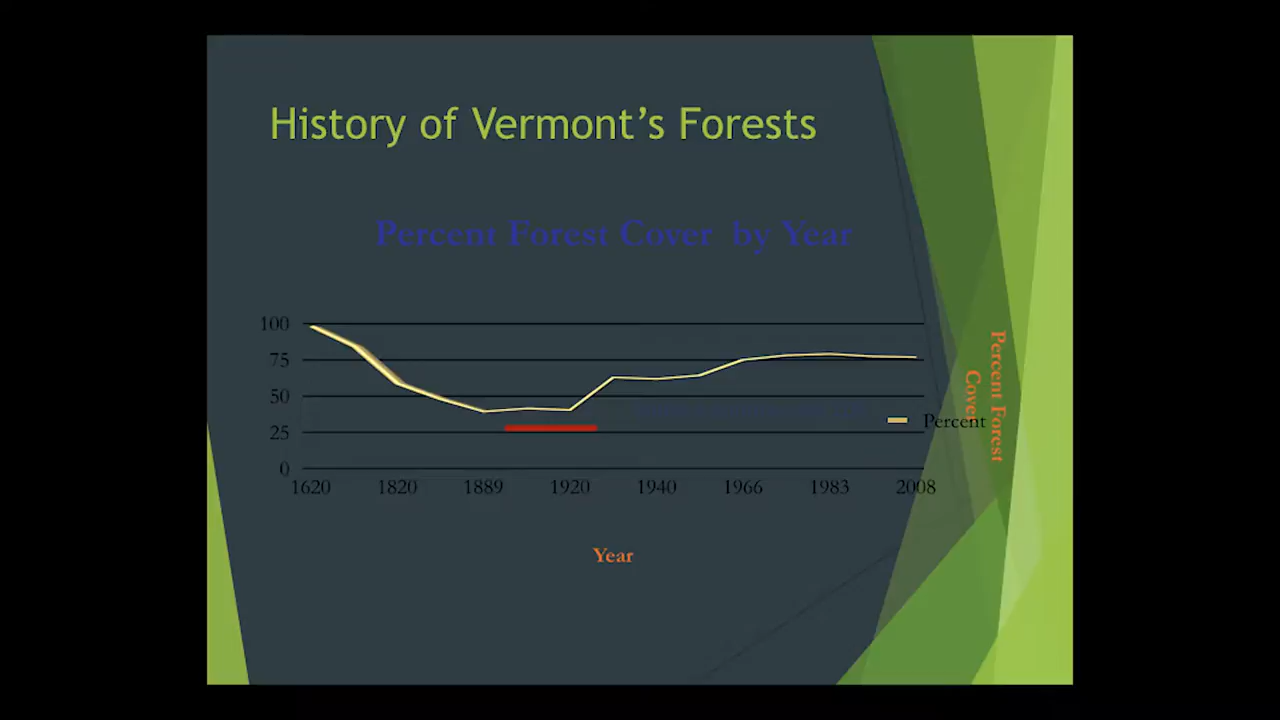 History of Vermont's Forests
Percent Forest Cover by Year
100
75
50
25
0
1620 1820 1889 1920 1940 1966 1983 2008
Year
Percent
Percent Forest
Cover